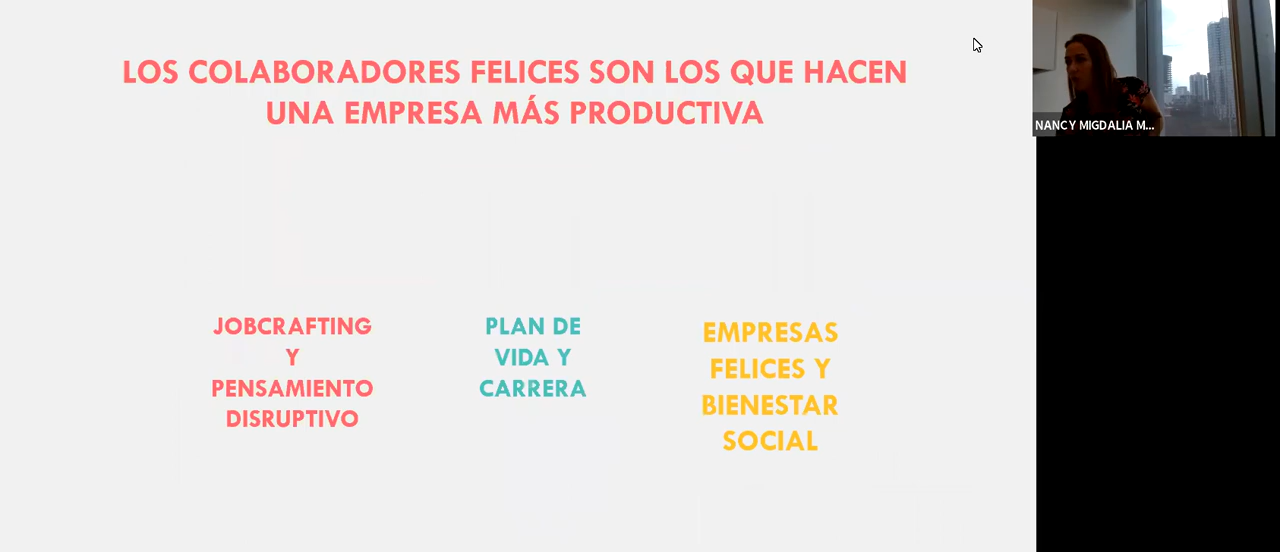 LOS COLABORADORES FELICES SON LOS QUE HACEN
UNA EMPRESA MÁS PRODUCTIVA
NANCY MIGDALIA M...
JOBCRAFTING
Y
PENSAMIENTO
DISRUPTIVO
PLAN DE
VIDA Y
CARRERA
EMPRESAS
FELICES Y
BIENESTAR
SOCIAL